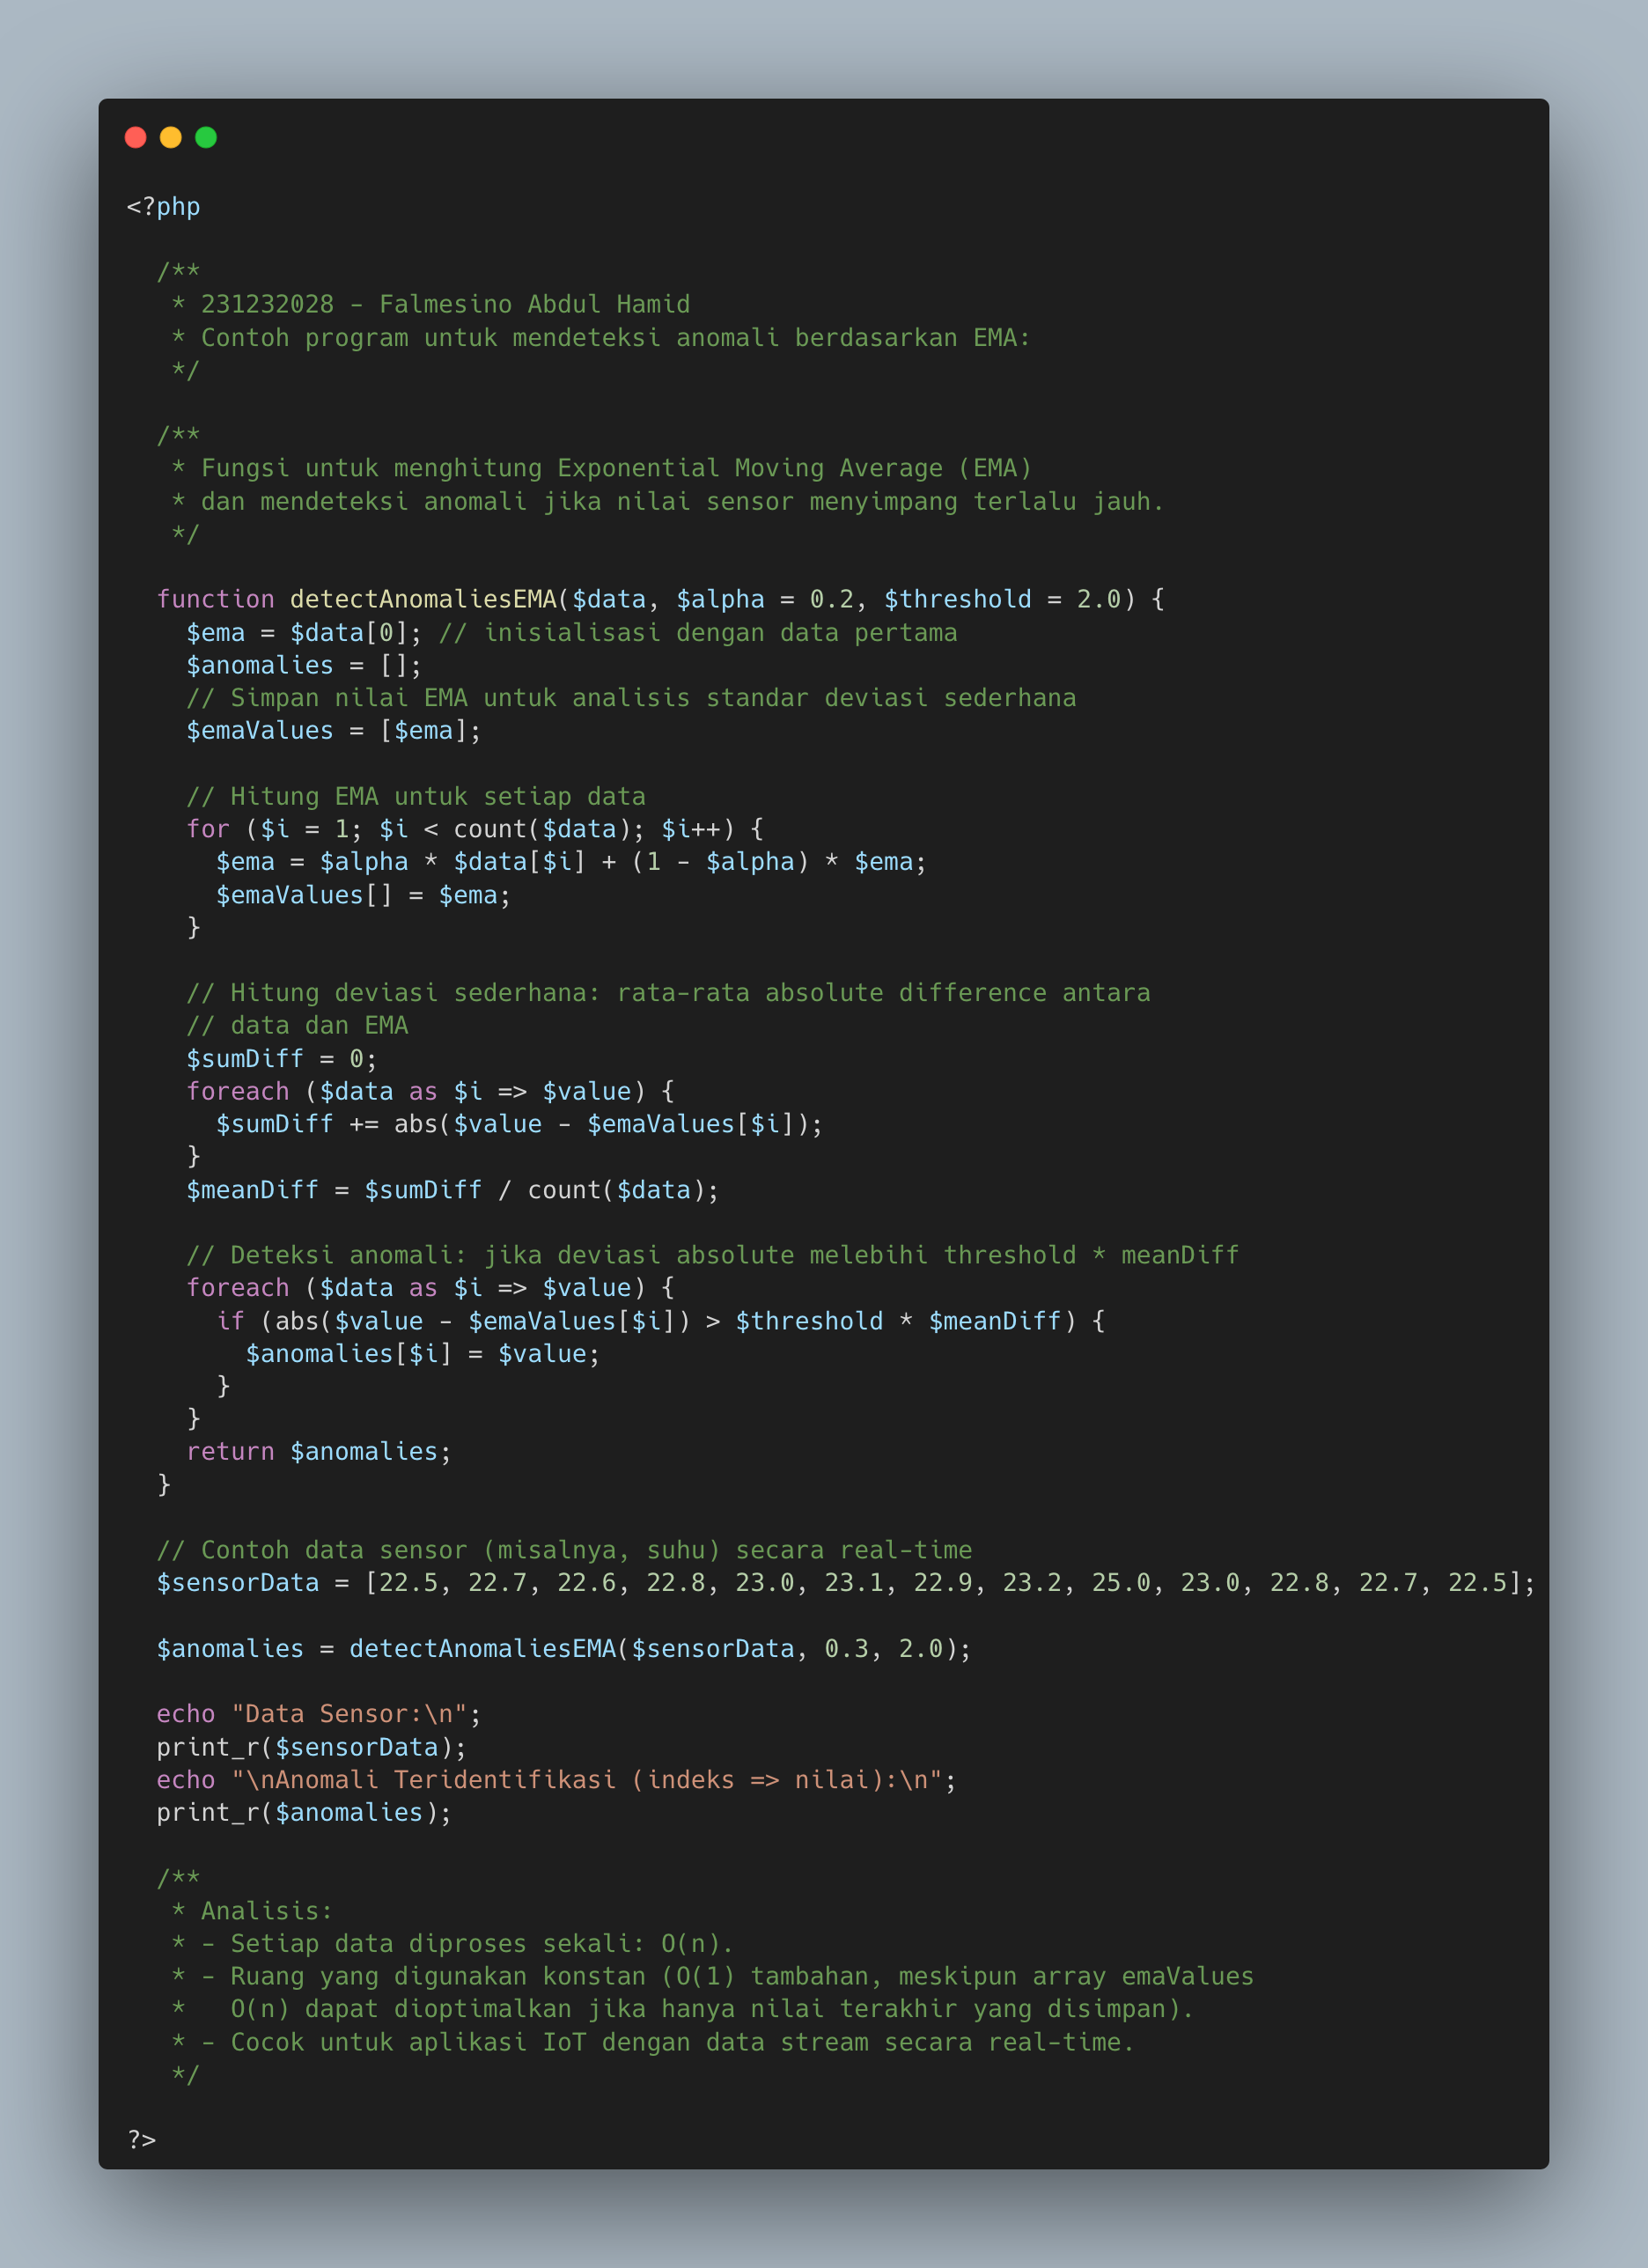 <?php
/**
 * 231232028 - Falmesino Abdul Hamid
 * Contoh program untuk mendeteksi anomali berdasarkan EMA:
 */
/**
 * Fungsi untuk menghitung Exponential Moving Average (EMA)
 * dan mendeteksi anomali jika nilai sensor menyimpang terlalu jauh.
 */
function detectAnomaliesEMA($data, $alpha = 0.2, $threshold = 2.0) {
$ema = $data[0]; // inisialisasi dengan data pertama
$anomalies = [];
// Simpan nilai EMA untuk analisis standar deviasi sederhana
$emaValues = [$ema];
// Hitung EMA untuk setiap data
for ($i = 1; $i < count($data); $i++) {
$ema = $alpha * $data[$i] + (1 - $alpha) * $ema;
$emaValues[] = $ema;
}
// Hitung deviasi sederhana: rata-rata absolute difference antara
// data dan EMA
$sumDiff = 0;
foreach ($data as $i => $value) {
$sumDiff += abs($value - $emaValues[$i]);
}
$meanDiff = $sumDiff / count($data);
// Deteksi anomali: jika deviasi absolute melebihi threshold * meanDiff
foreach ($data as $i => $value) {
if (abs($value - $emaValues[$i]) > $threshold * $meanDiff) {
$anomalies[$i] = $value;
}
}
return $anomalies;
}
// Contoh data sensor (misalnya, suhu) secara real-time
$sensorData = [22.5, 22.7, 22.6, 22.8, 23.0, 23.1, 22.9, 23.2, 25.0, 23.0, 22.8, 22.7, 22.5];
$anomalies = detectAnomaliesEMA($sensorData, 0.3, 2.0);
echo "Data Sensor:\n";
print_r($sensorData);
echo "\nAnomali Teridentifikasi (indeks => nilai):\n";
print_r($anomalies);
/**
 * Analisis:
 * - Setiap data diproses sekali: O(n).
 * - Ruang yang digunakan konstan (O(1) tambahan, meskipun array emaValues
 *   O(n) dapat dioptimalkan jika hanya nilai terakhir yang disimpan).
 * - Cocok untuk aplikasi IoT dengan data stream secara real-time.
 */
?>